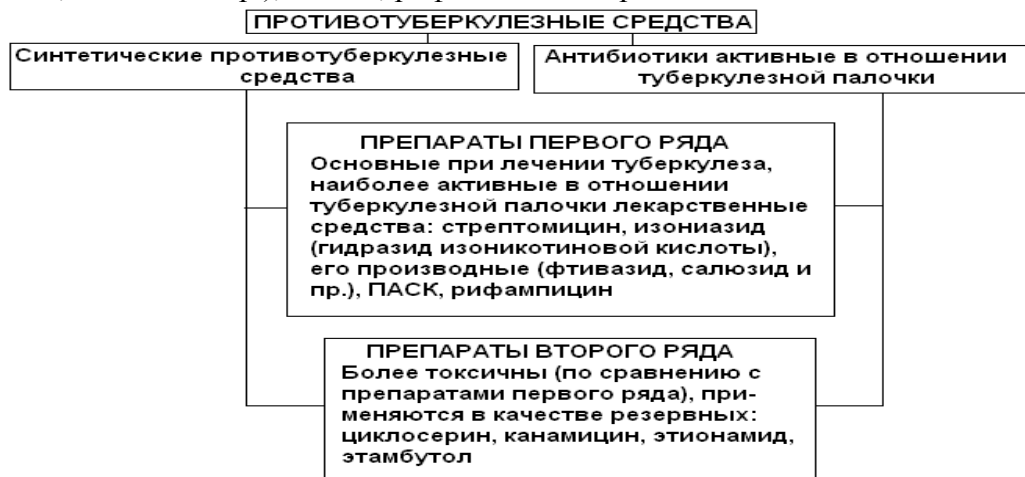 ПРОТИВОТУБЕРКУЛЕЗНЫЕ СРЕДСТВА
Синтетические противотуберкулезные
средства
Антибиотики активные в отношении
туберкулезной палочки
ПРЕПАРАТЫ ПЕРВОГО РЯДА
Основные при лечении туберкулеза,
наиболее активные в отношении
туберкулезной палочки лекарственные
средства: стрептомицин, изониазид
(гидразид изоникотиновой кислоты),
его производные (фтивазид, салюзид и
пр.), ПАСК, рифампицин
ПРЕПАРАТЫ ВТОРОГО РЯДА
Более токсичны (по сравнению с
препаратами первого ряда), при-
меняются в качестве резервных:
циклосерин, канамицин, этионамид,
этамбутол